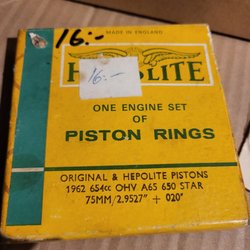 MADE IN ENGLAND
16:-
HEPOLITE
16:-
ONE ENGINE SET
OF
PISTON RINGS
ORIGINAL & HEPOLITE PISTONS
1962 654cc OHV A65 650 STAR
75MM/2.9527" + 020"